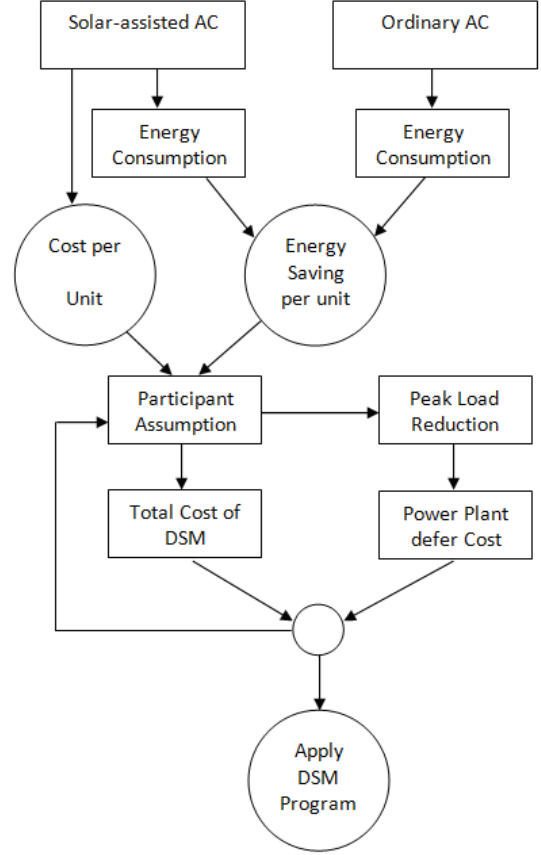 Solar-assisted AC
Ordinary AC
Energy
Consumption
Energy
Consumption
Cost per
Unit
Energy
Saving
per unit
Participant
Assumption
Peak Load
Reduction
Total Cost of
DSM
Power Plant
defer Cost
Apply
DSM
Program